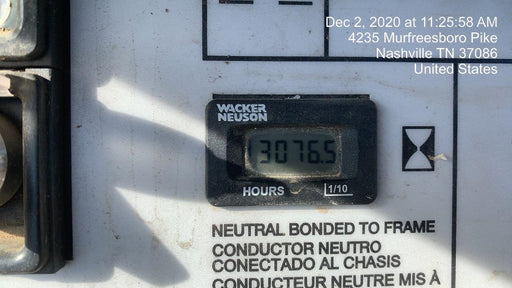 Dec 2, 2020 at 11:25:58 AM
4235 Murfreesboro Pike
Nashville TN 37086
United States
WACKER
NEUSON
3076.5
HOURS 1/10
NEUTRAL BONDED TO FRAME
CONDUCTOR NEUTRO
CONECTADO AL CHASIS
CONDUCTEUR NEUTRE MIS À